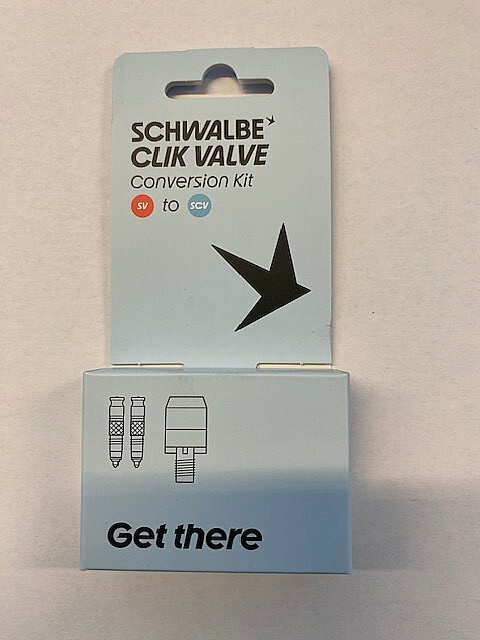 SCHWALBE
CLIK VALVE
Conversion Kit
SV to SCV
Get there